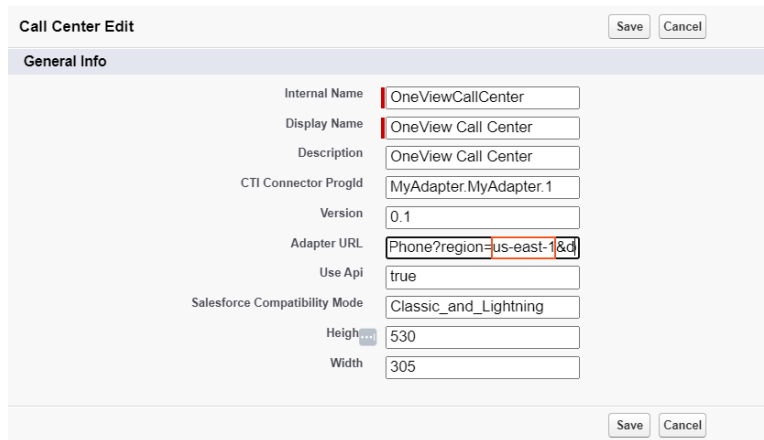 Call Center Edit Save Cancel
General Info
Internal Name OneViewCallCenter
Display Name OneView Call Center
Description OneView Call Center
CTI Connector ProgId MyAdapter.MyAdapter.1
Version 0.1
Adapter URL Phone?region=us-east-1&d
Use Api true
Salesforce Compatibility Mode Classic_and_Lightning
Heigh 530
Width 305
Save Cancel